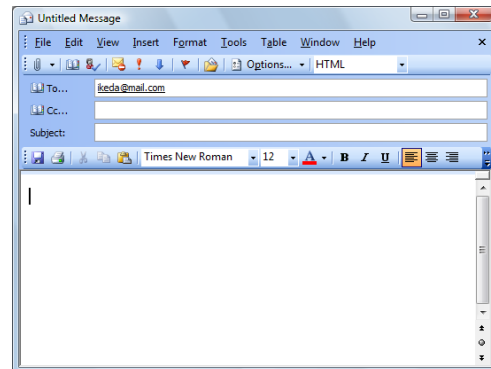 Untitled Message
File Edit View Insert Format Tools Table Window Help
Options... HTML
To... ikeda@mail.com
Cc...
Subject:
Times New Roman 12 A B I U